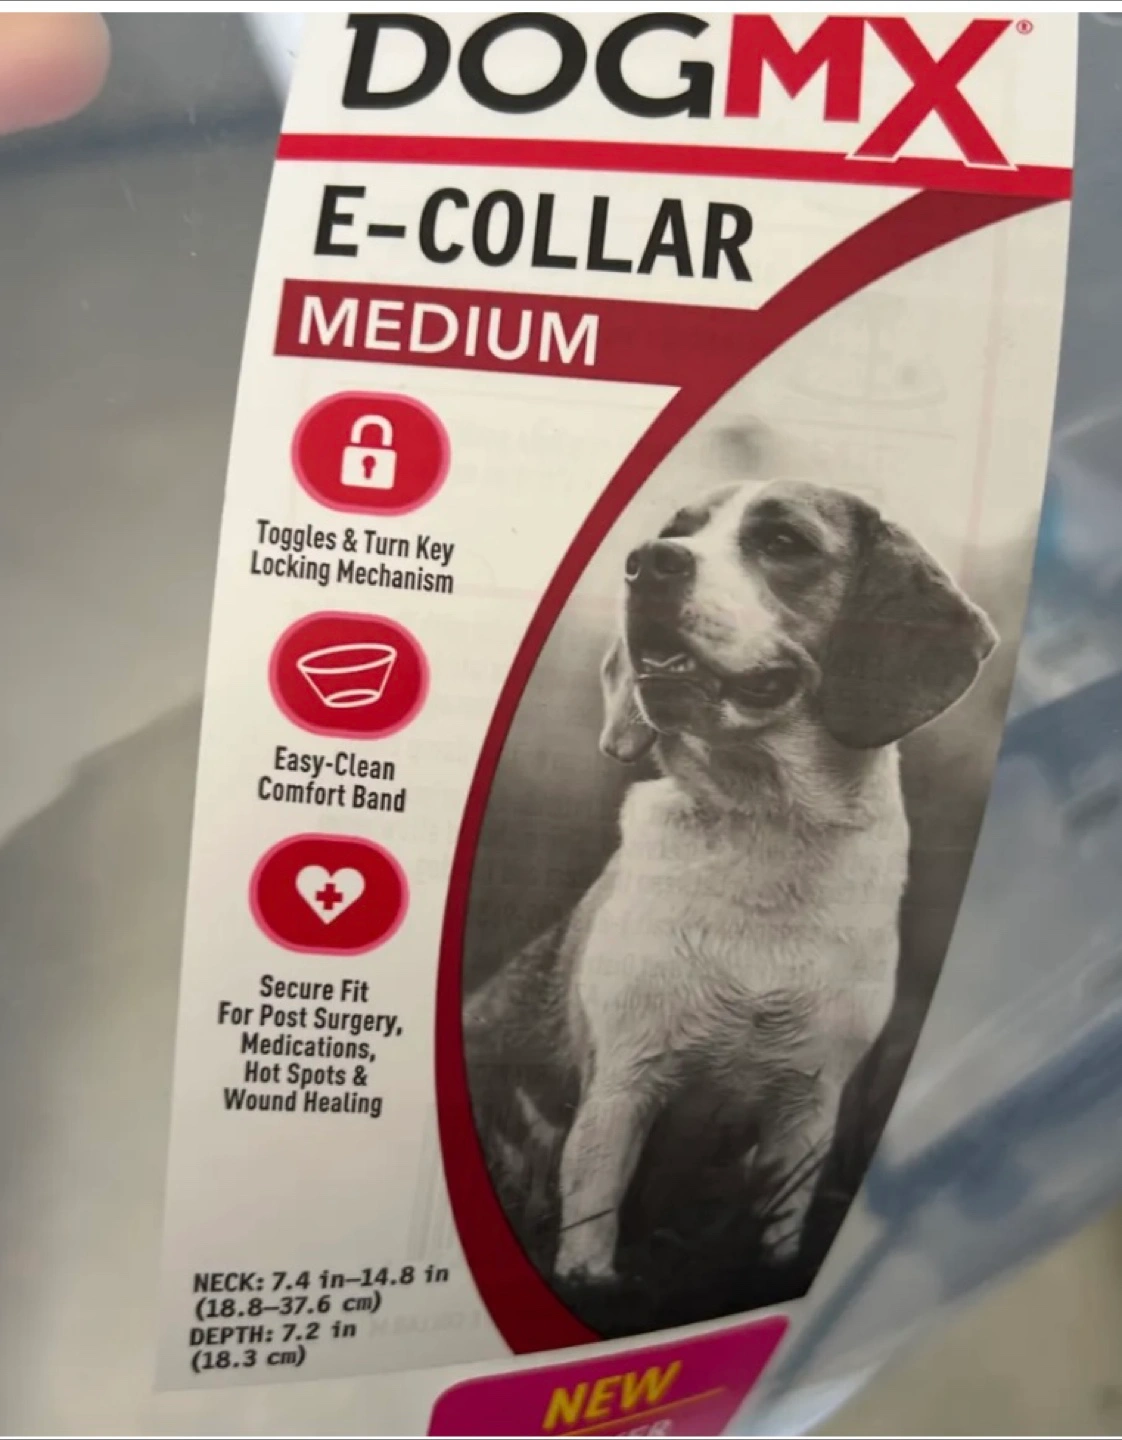 DOGMX®
E-COLLAR
MEDIUM
Toggles & Turn Key
Locking Mechanism
Easy-Clean
Comfort Band
Secure Fit
For Post Surgery,
Medications,
Hot Spots &
Wound Healing
NECK: 7.4 in–14.8 in
(18.8–37.6 cm)
DEPTH: 7.2 in
(18.3 cm)
NEW